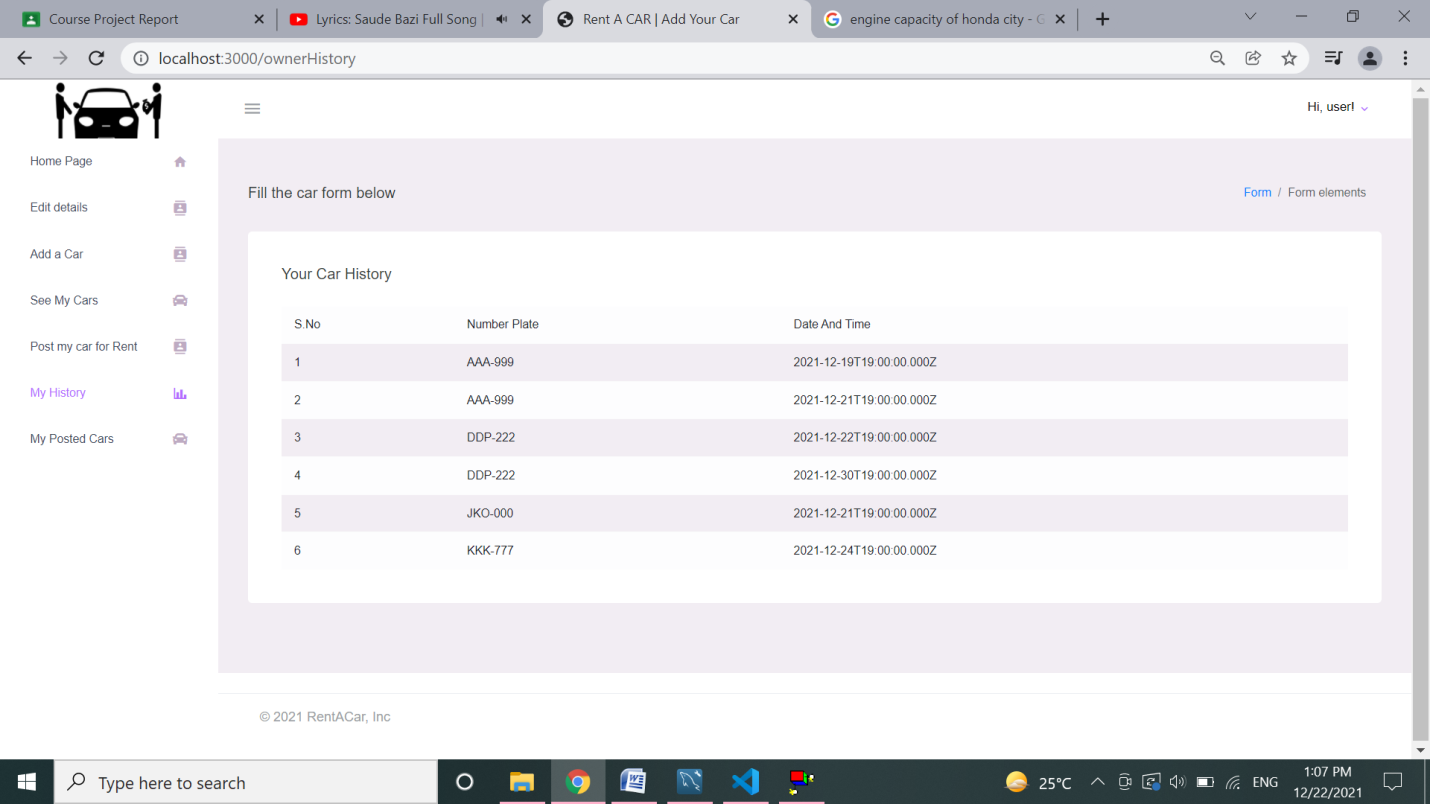 Course Project Report
Lyrics: Saude Bazi Full Song |
Rent A CAR | Add Your Car
engine capacity of honda city - G
localhost:3000/ownerHistory
Hi, user!
Home Page
Edit details
Add a Car
See My Cars
Post my car for Rent
My History
My Posted Cars
Fill the car form below
Form / Form elements
Your Car History
S.No Number Plate Date And Time
1 AAA-999 2021-12-19T19:00:00.000Z
2 AAA-999 2021-12-21T19:00:00.000Z
3 DDP-222 2021-12-22T19:00:00.000Z
4 DDP-222 2021-12-30T19:00:00.000Z
5 JKO-000 2021-12-21T19:00:00.000Z
6 KKK-777 2021-12-24T19:00:00.000Z
© 2021 RentACar, Inc
Type here to search
25°C
ENG
1:07 PM
12/22/2021